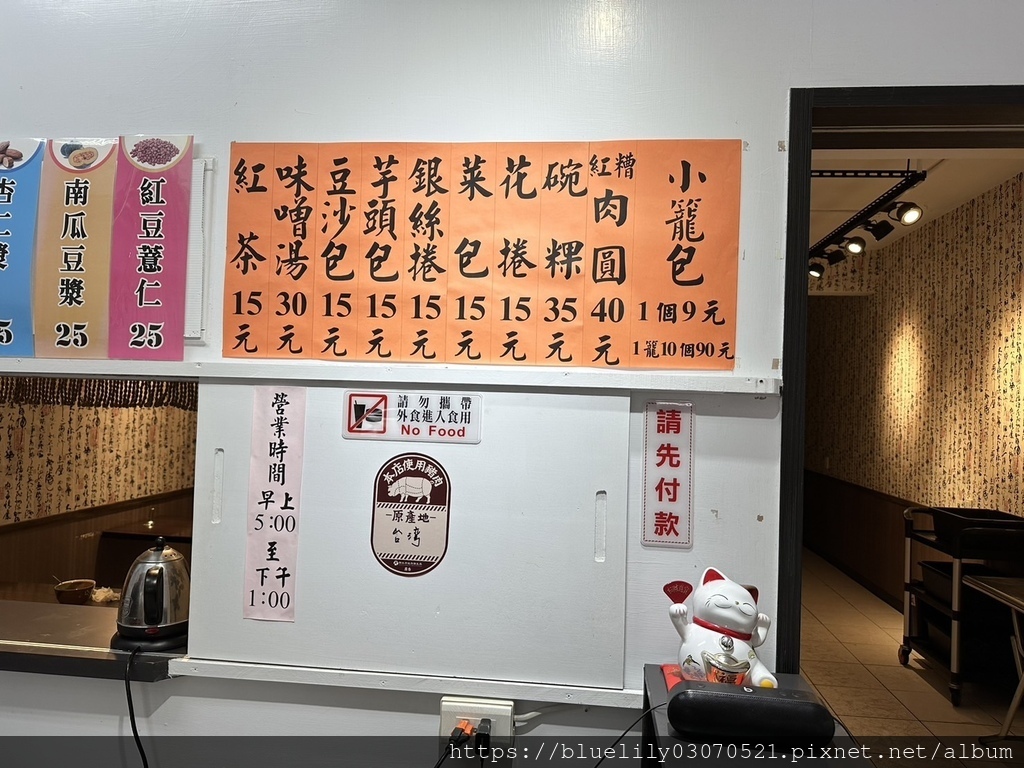 小籠包
1個9元
1籠10個90元
紅糟肉圓
40元
碗粿
35元
花捲
15元
菜包
15元
銀絲捲
15元
芋頭包
15元
豆沙包
15元
味噌湯
30元
紅茶
15元
紅豆薏仁
25
南瓜豆漿
25
杏仁漿
營業時間
早上
5:00
至
下午
1:00
請勿攜帶
外食進入食用
No Food
本店使用豬肉
原產地
台灣
請先付款
https://bluelily03070521.pixnet.net/album